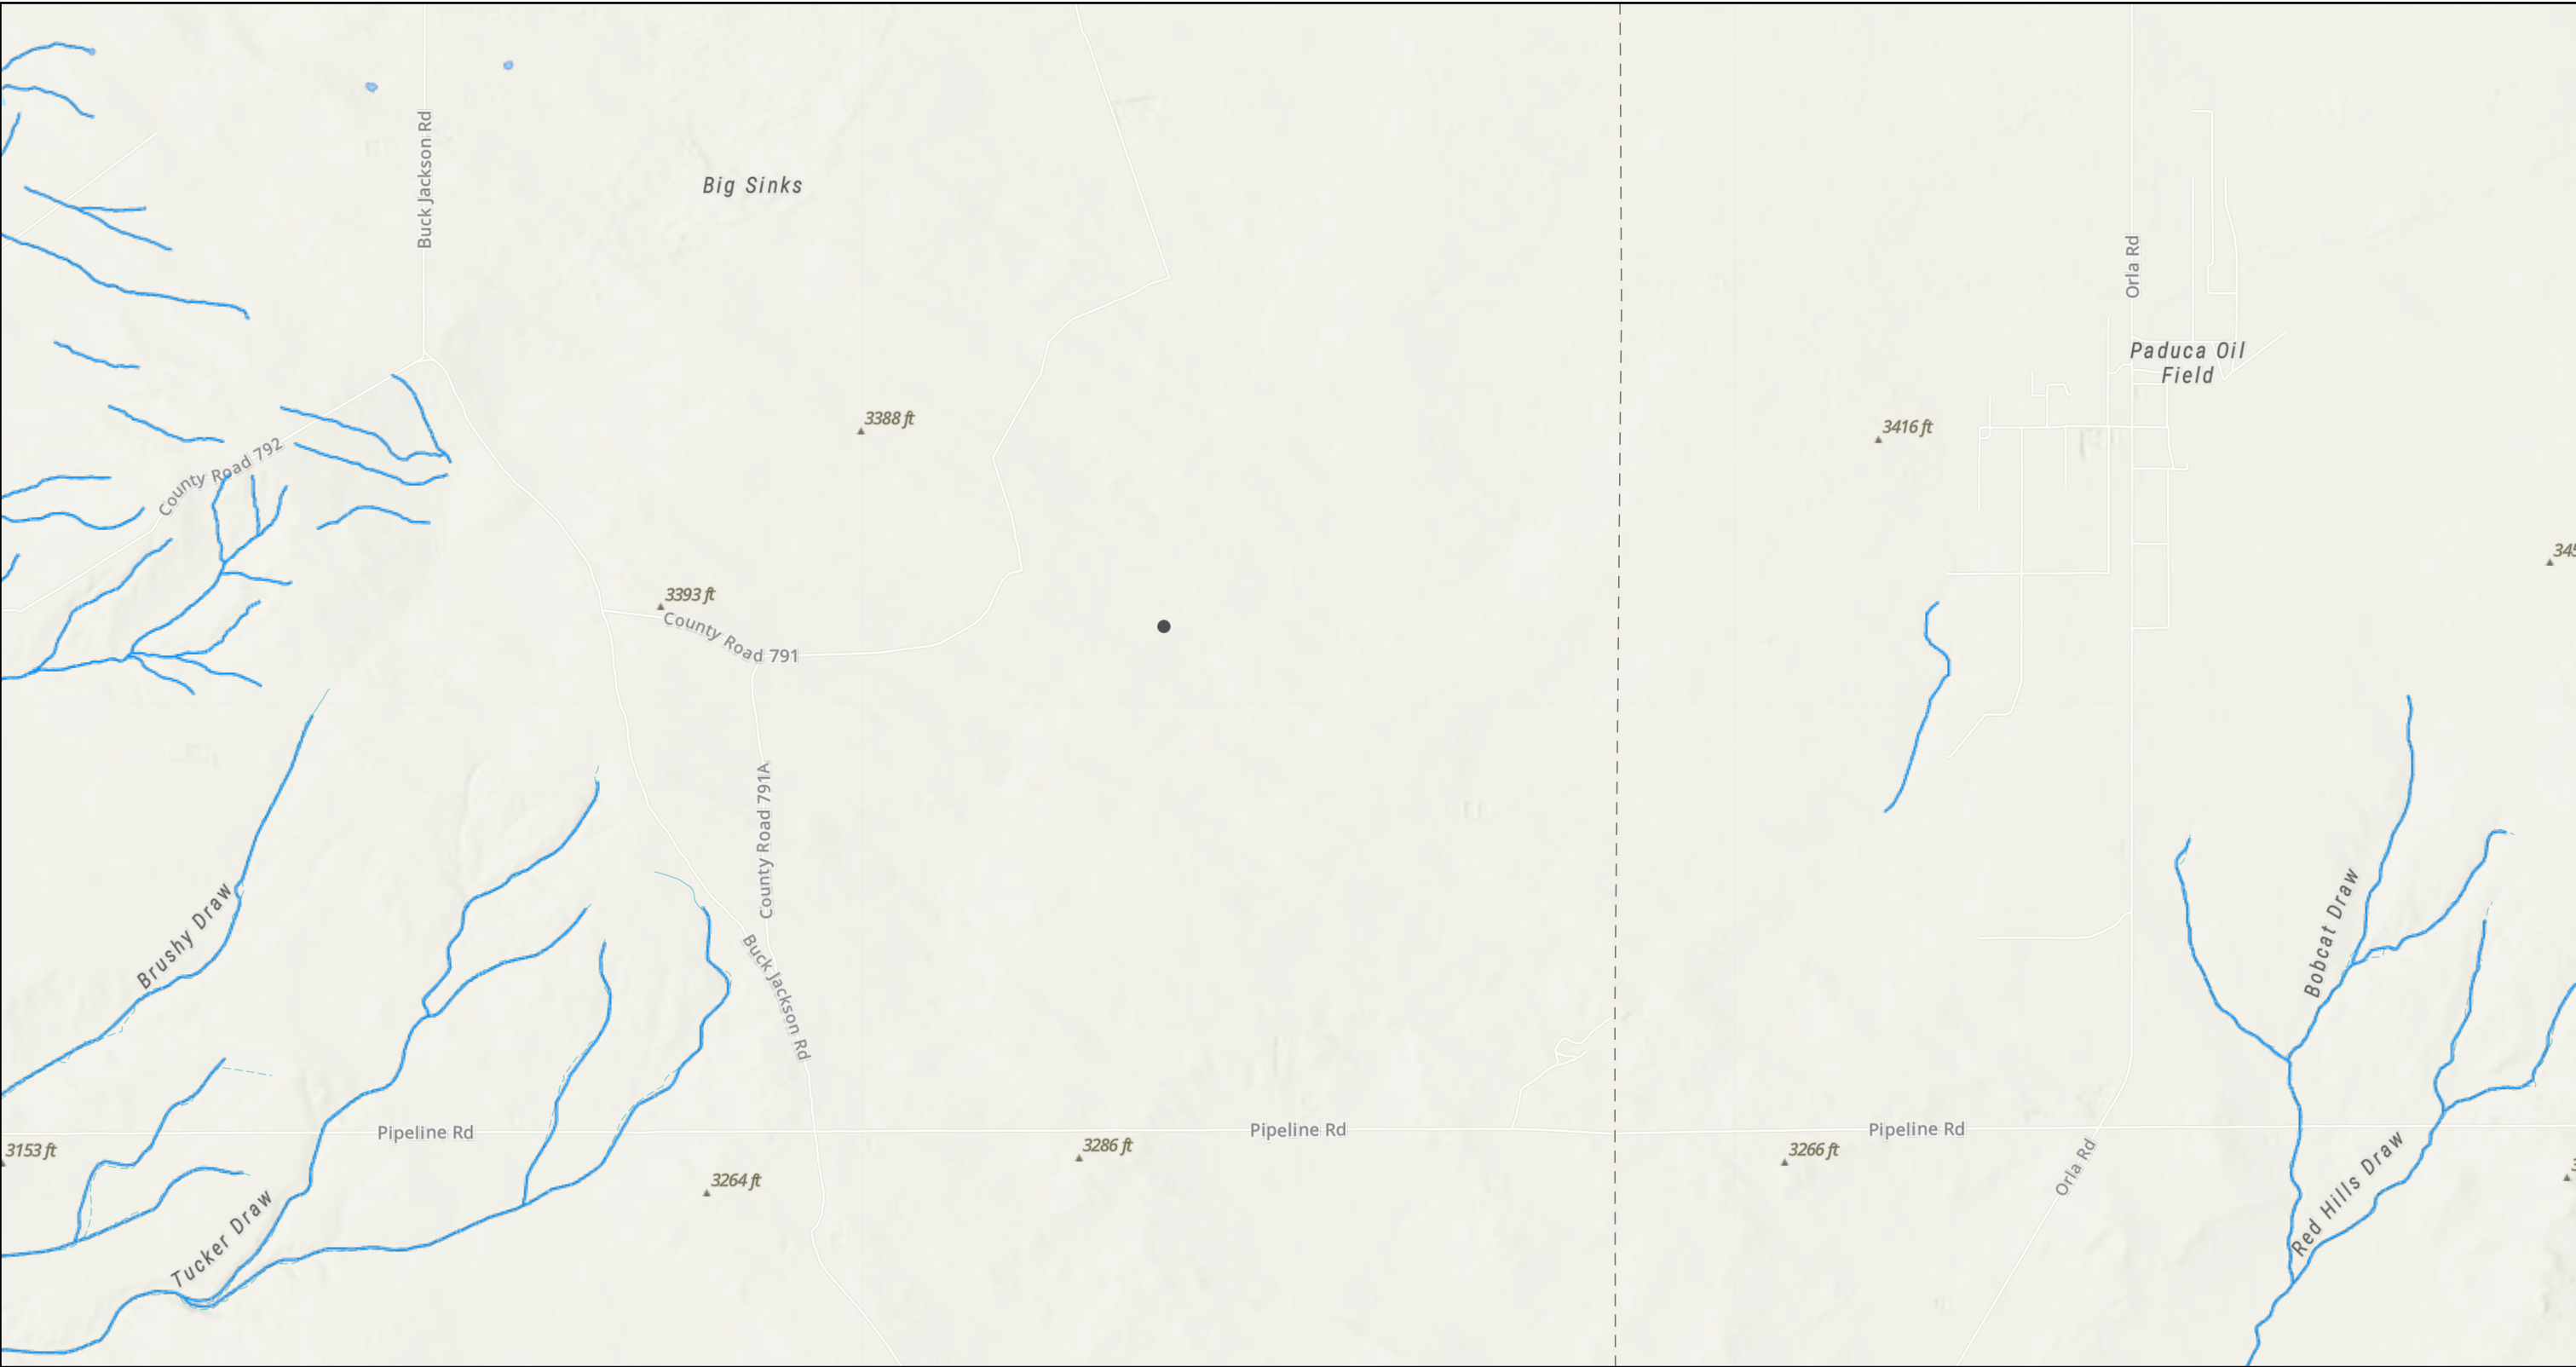 Buck Jackson Rd
Big Sinks
Orla Rd
Paduca Oil
Field
3388 ft
3416 ft
County Road 792
345
3393 ft
County Road 791
County Road 791A
Brushy Draw
Bobcat Draw
Buck Jackson Rd
Pipeline Rd
Pipeline Rd
Pipeline Rd
3153 ft
3286 ft
3266 ft
3264 ft
Orla Rd
Tucker Draw
Red Hills Draw